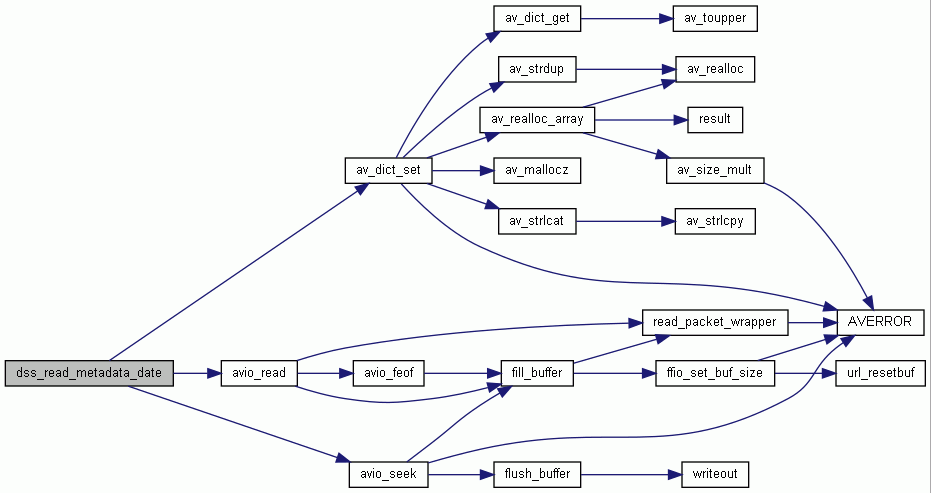 av_dict_get
av_toupper
av_strdup
av_realloc
av_realloc_array
result
av_dict_set
av_mallocz
av_size_mult
av_strlcat
av_strlcpy
read_packet_wrapper
AVERROR
dss_read_metadata_date
avio_read
avio_feof
fill_buffer
ffio_set_buf_size
url_resetbuf
avio_seek
flush_buffer
writeout